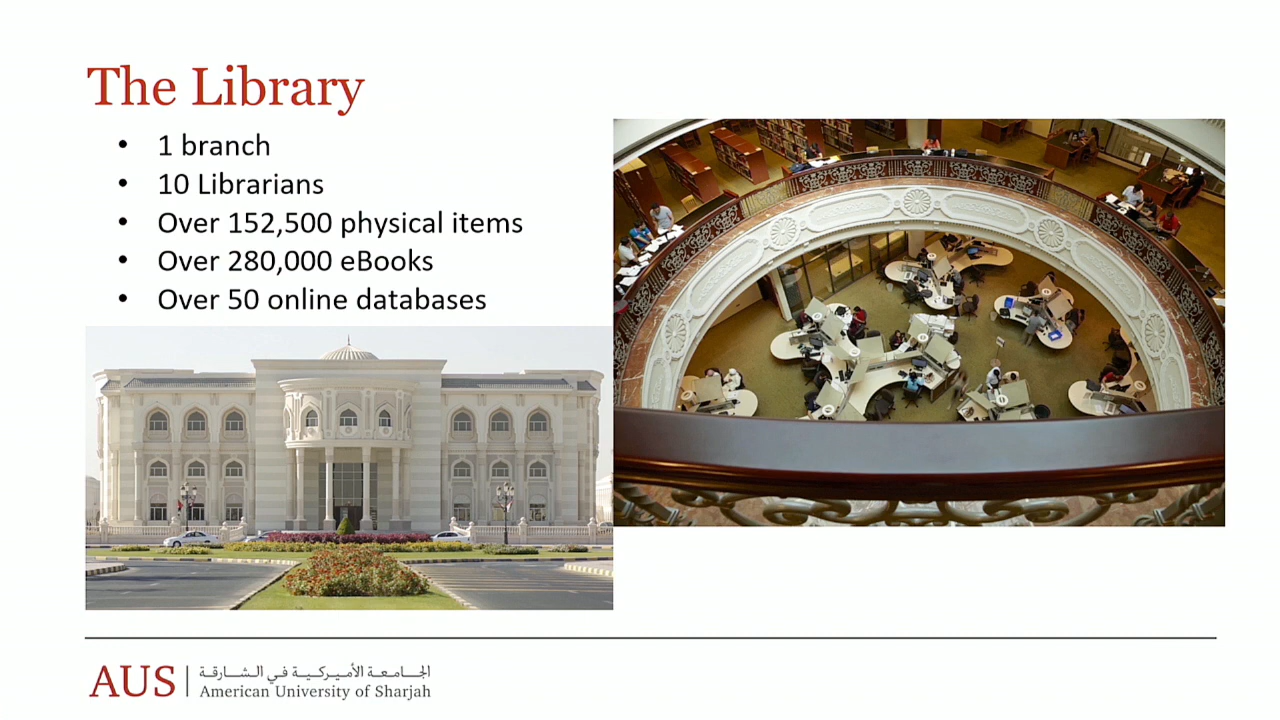 The Library
• 1 branch
• 10 Librarians
• Over 152,500 physical items
• Over 280,000 eBooks
• Over 50 online databases
AUS
الجامعة الأميركية في الشارقة
American University of Sharjah